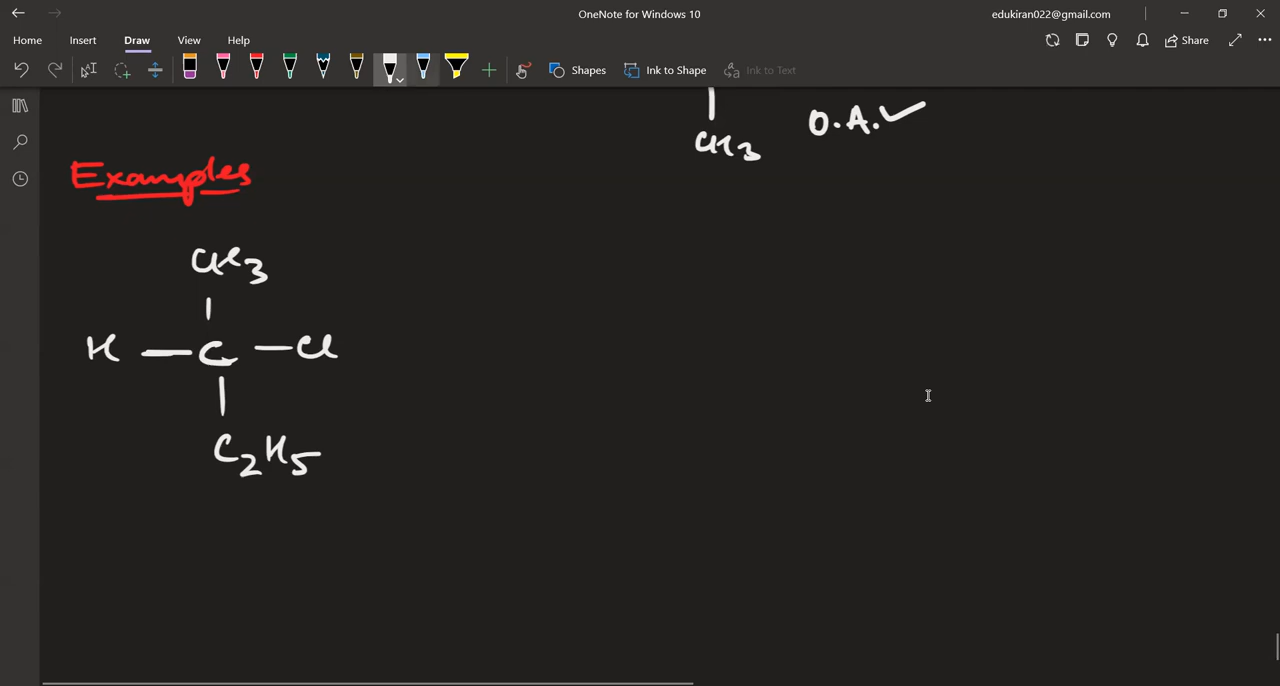 OneNote for Windows 10
edukiran022@gmail.com
Home Insert Draw View Help
Share
Shapes Ink to Shape Ink to Text
CH3 O.A.✓
Examples
CH3
H — C — Cl
C2H5